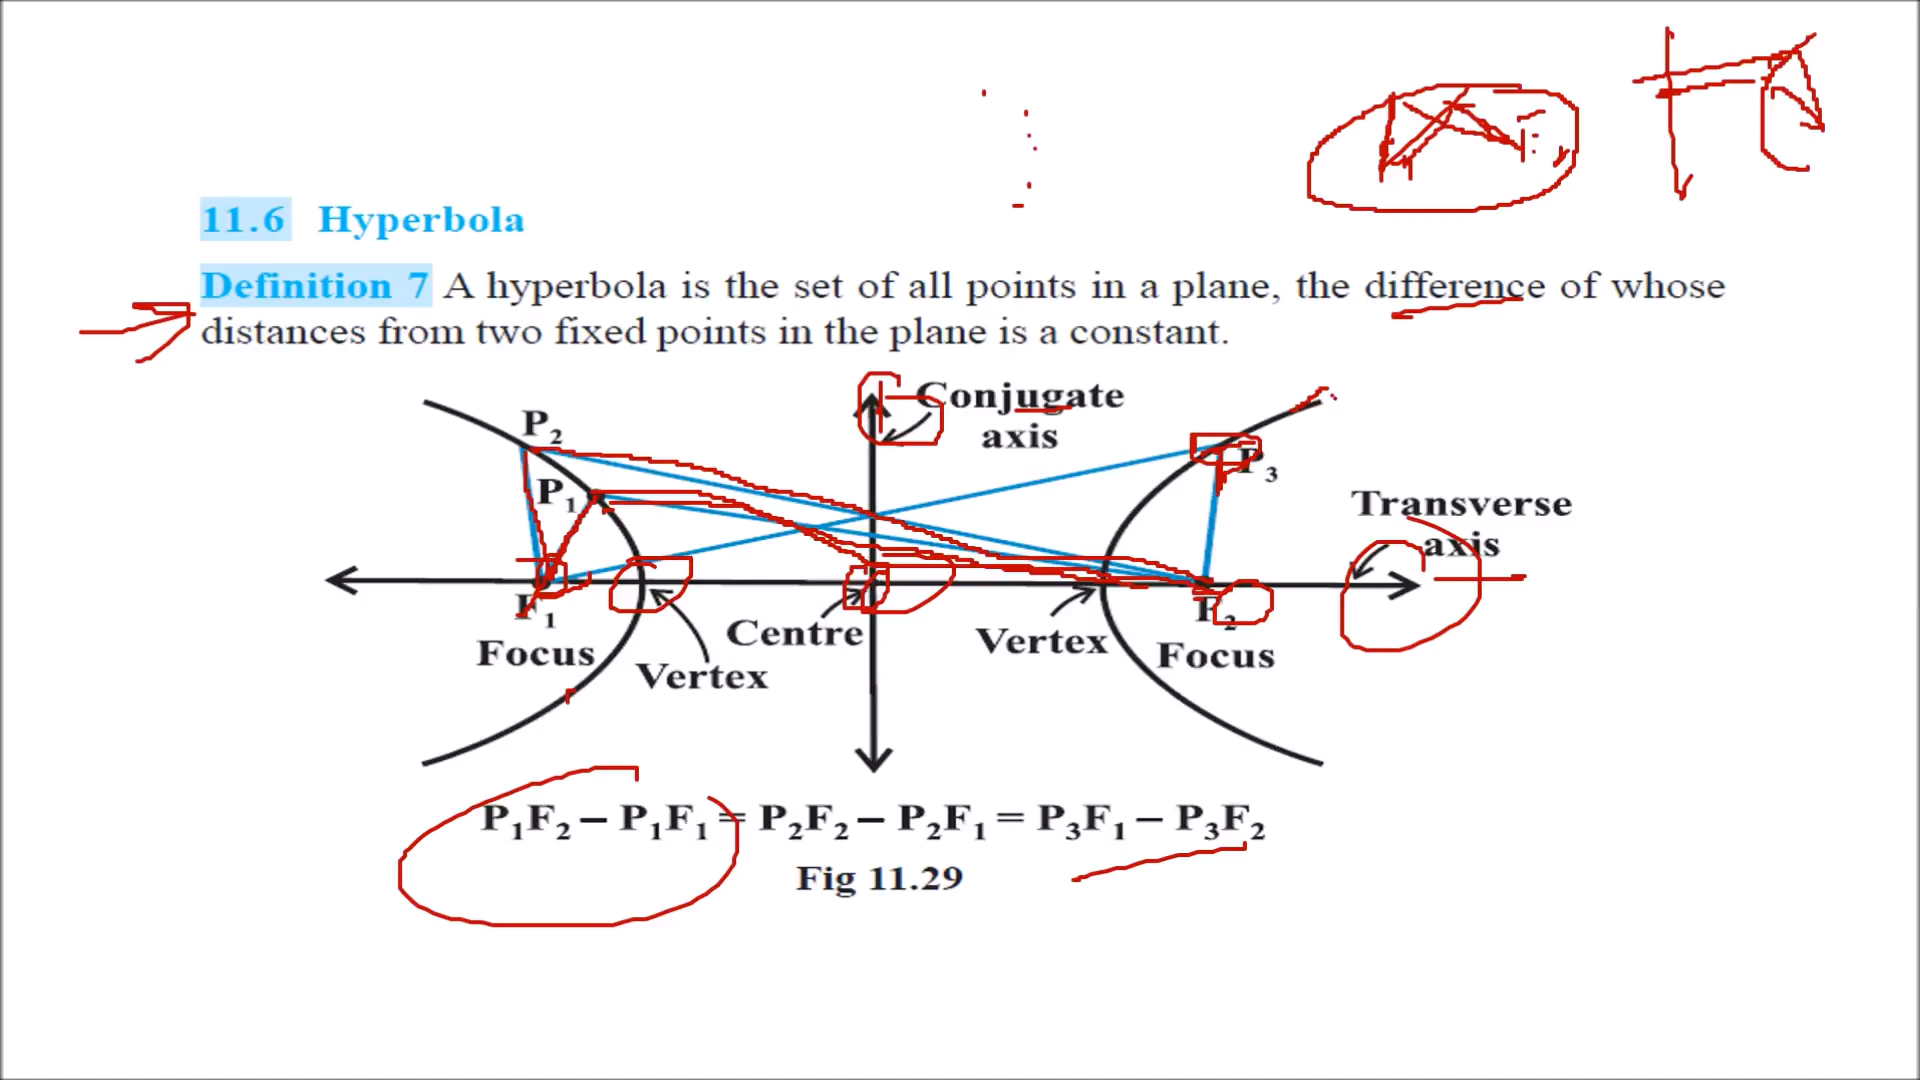 11.6 Hyperbola
Definition 7 A hyperbola is the set of all points in a plane, the difference of whose
distances from two fixed points in the plane is a constant.
Conjugate
axis
P₂
P₃
P₁
Transverse
axis
F₁
F₂
Focus
Vertex
Centre
Vertex
Focus
P₁F₂ – P₁F₁ = P₂F₂ – P₂F₁ = P₃F₁ – P₃F₂
Fig 11.29